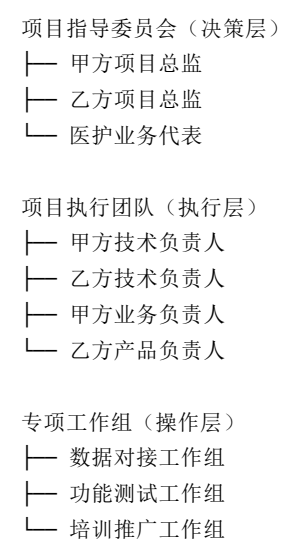 项目指导委员会（决策层）
├── 甲方项目总监
├── 乙方项目总监
└── 医护业务代表

项目执行团队（执行层）
├── 甲方技术负责人
├── 乙方技术负责人
├── 甲方业务负责人
└── 乙方产品负责人

专项工作组（操作层）
├── 数据对接工作组
├── 功能测试工作组
└── 培训推广工作组